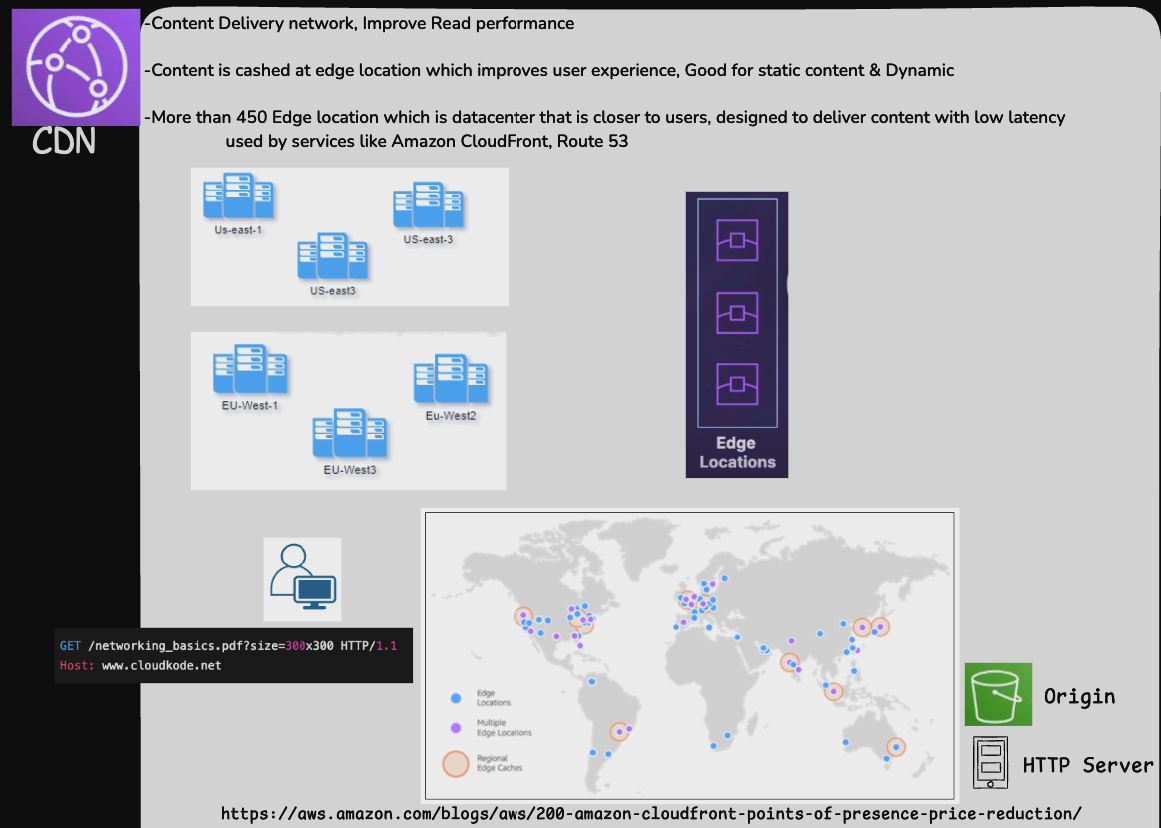 -Content Delivery network, Improve Read performance
-Content is cashed at edge location which improves user experience, Good for static content & Dynamic
-More than 450 Edge location which is datacenter that is closer to users, designed to deliver content with low latency
used by services like Amazon CloudFront, Route 53
CDN
Us-east-1
US-east-3
US-east3
EU-West-1
Eu-West2
EU-West3
Edge
Locations
GET /networking_basics.pdf?size=300x300 HTTP/1.1
Host: www.cloudkode.net
Edge
Locations
Multiple
Edge Locations
Regional
Edge Caches
Origin
HTTP Server
https://aws.amazon.com/blogs/aws/200-amazon-cloudfront-points-of-presence-price-reduction/